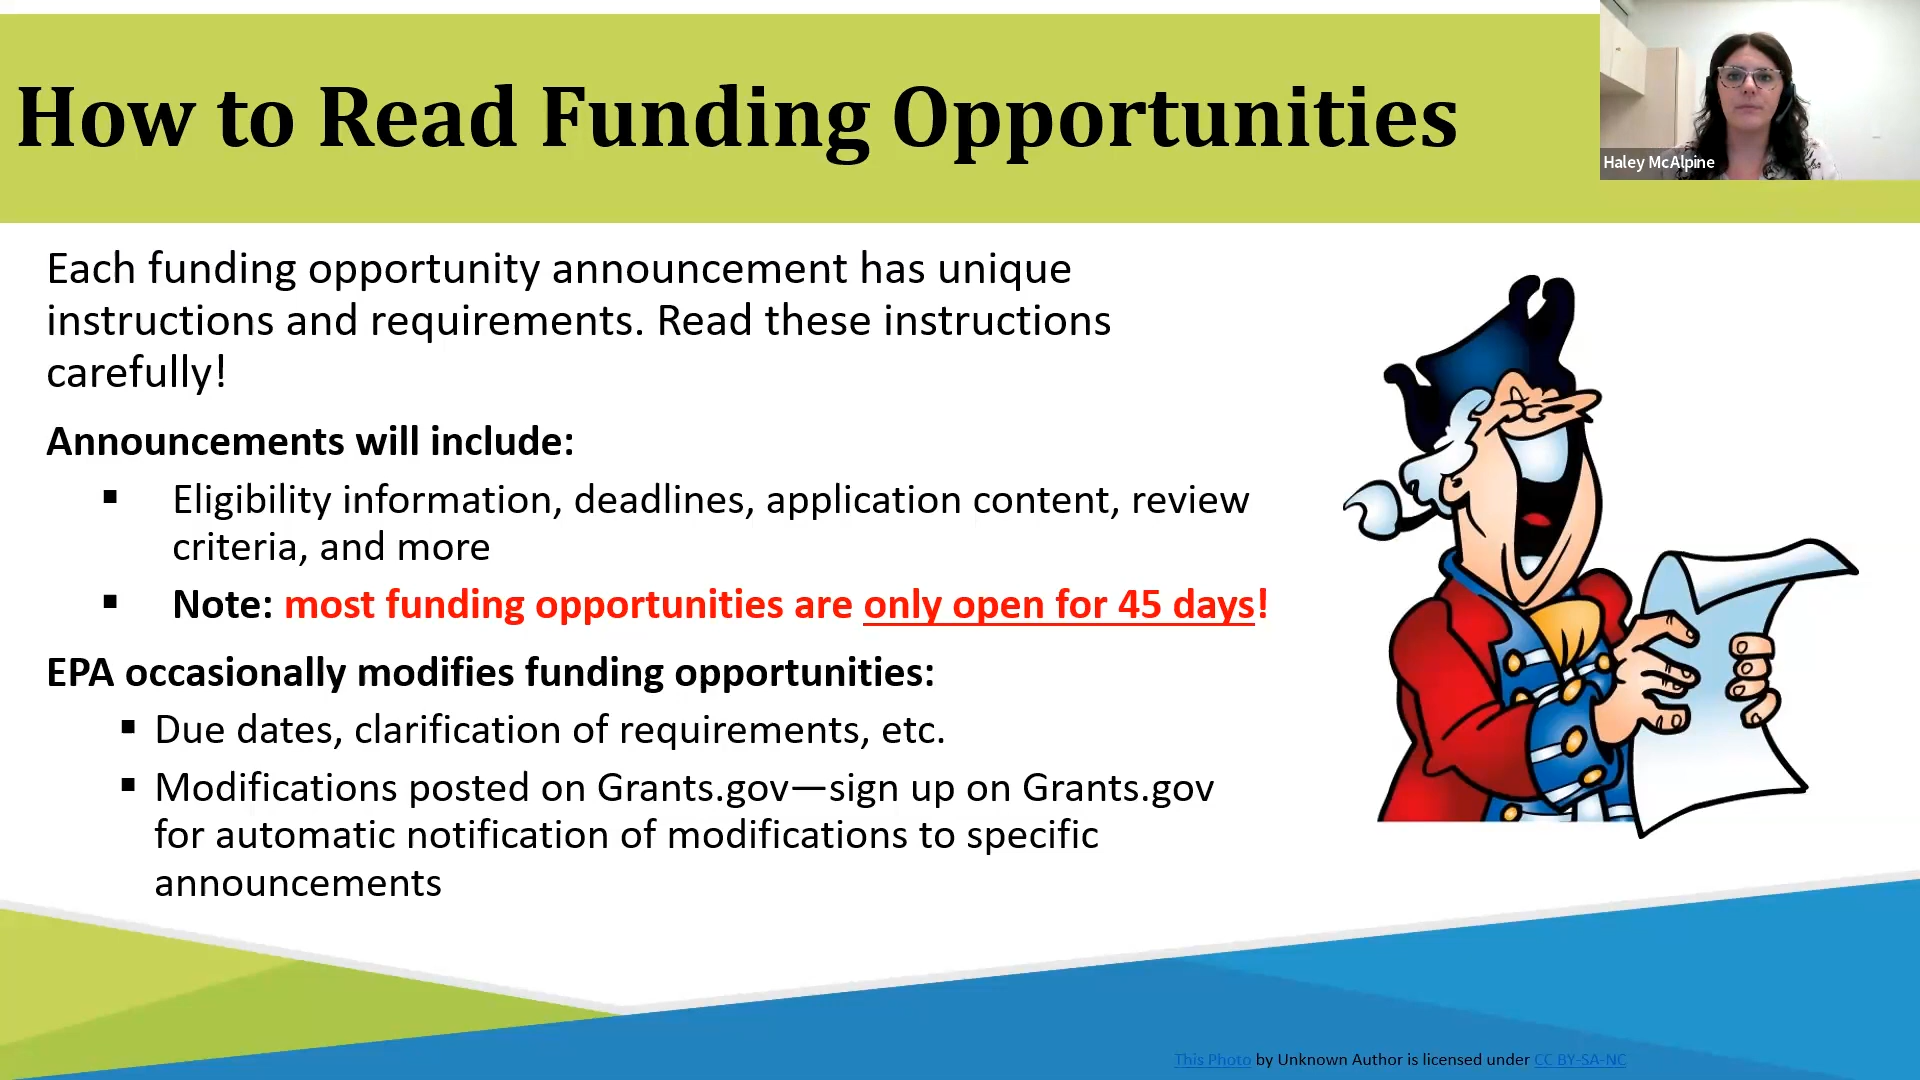 How to Read Funding Opportunities
Haley McAlpine
Each funding opportunity announcement has unique
instructions and requirements. Read these instructions
carefully!
Announcements will include:
▪ Eligibility information, deadlines, application content, review
criteria, and more
▪ Note: most funding opportunities are only open for 45 days!
EPA occasionally modifies funding opportunities:
▪ Due dates, clarification of requirements, etc.
▪ Modifications posted on Grants.gov—sign up on Grants.gov
for automatic notification of modifications to specific
announcements
This Photo by Unknown Author is licensed under CC BY-SA-NC